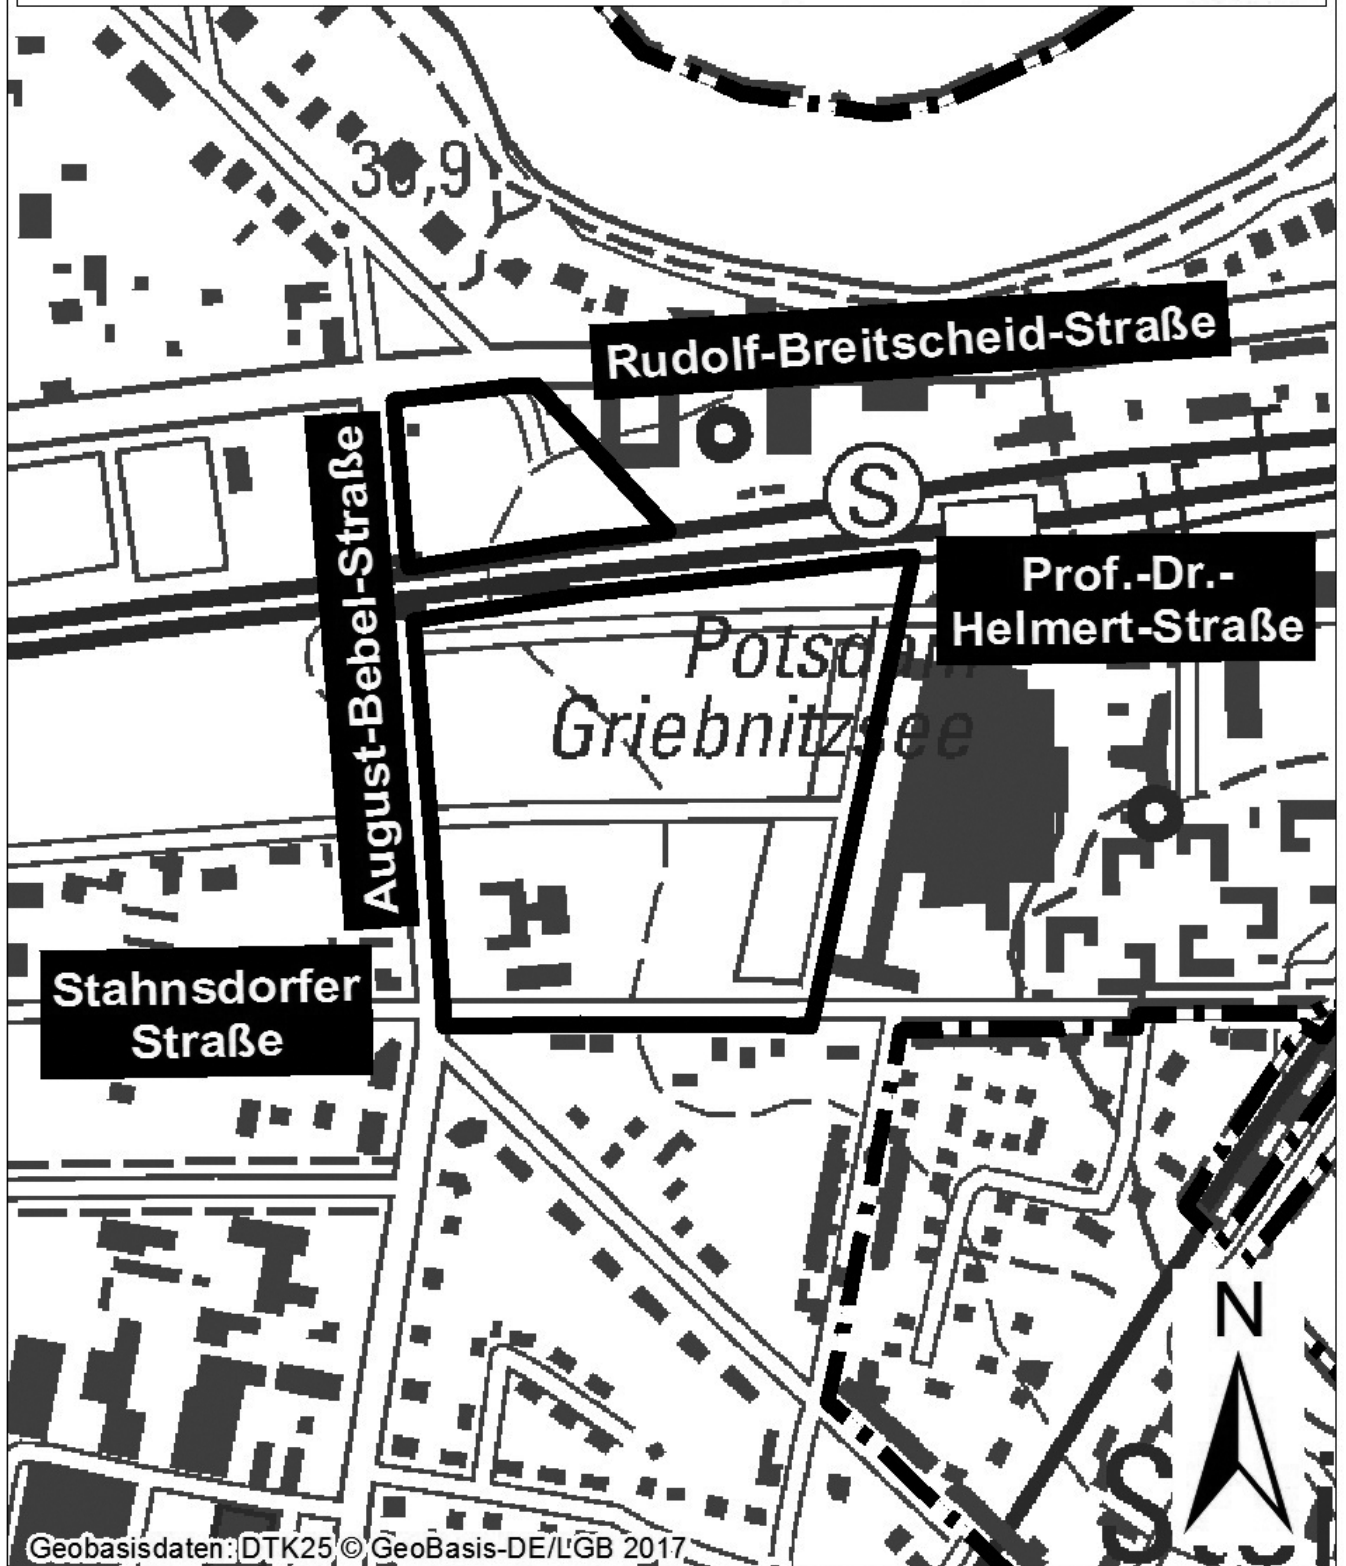 Rudolf-Breitscheid-Straße
August-Bebel-Straße
S
Prof.-Dr.-
Helmert-Straße
Potsdam
Griebnitzsee
Stahnsdorfer
Straße
N
S
Geobasisdaten: DTK25 © GeoBasis-DE/LGB 2017